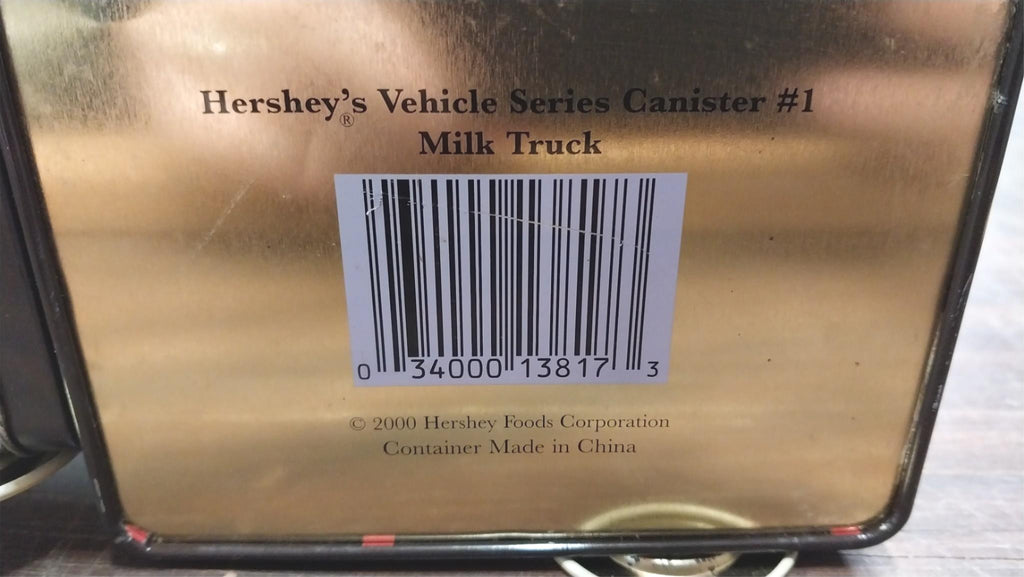 Hershey's® Vehicle Series Canister #1
Milk Truck
0 34000 13817 3
© 2000 Hershey Foods Corporation
Container Made in China